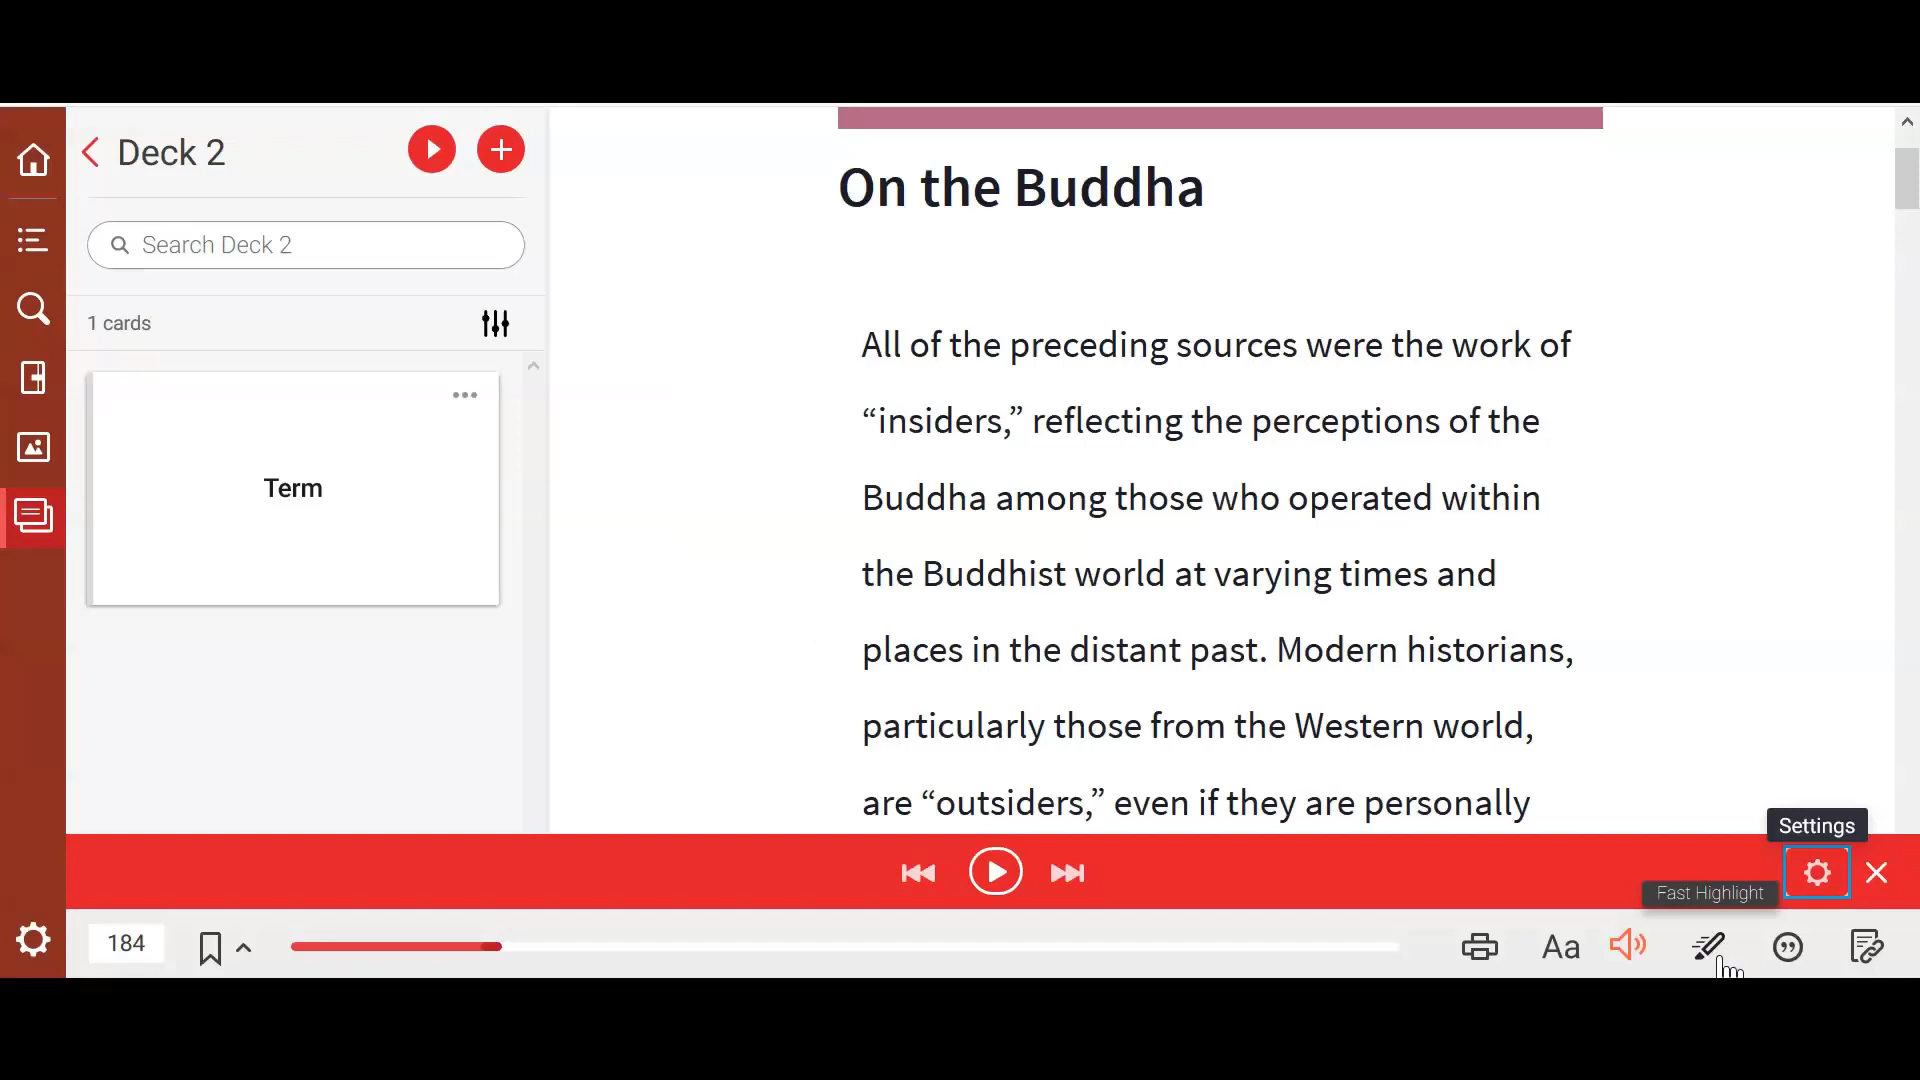 Deck 2
Search Deck 2
1 cards
Term
On the Buddha
All of the preceding sources were the work of
“insiders,” reflecting the perceptions of the
Buddha among those who operated within
the Buddhist world at varying times and
places in the distant past. Modern historians,
particularly those from the Western world,
are “outsiders,” even if they are personally
Settings
Fast Highlight
184
Aa